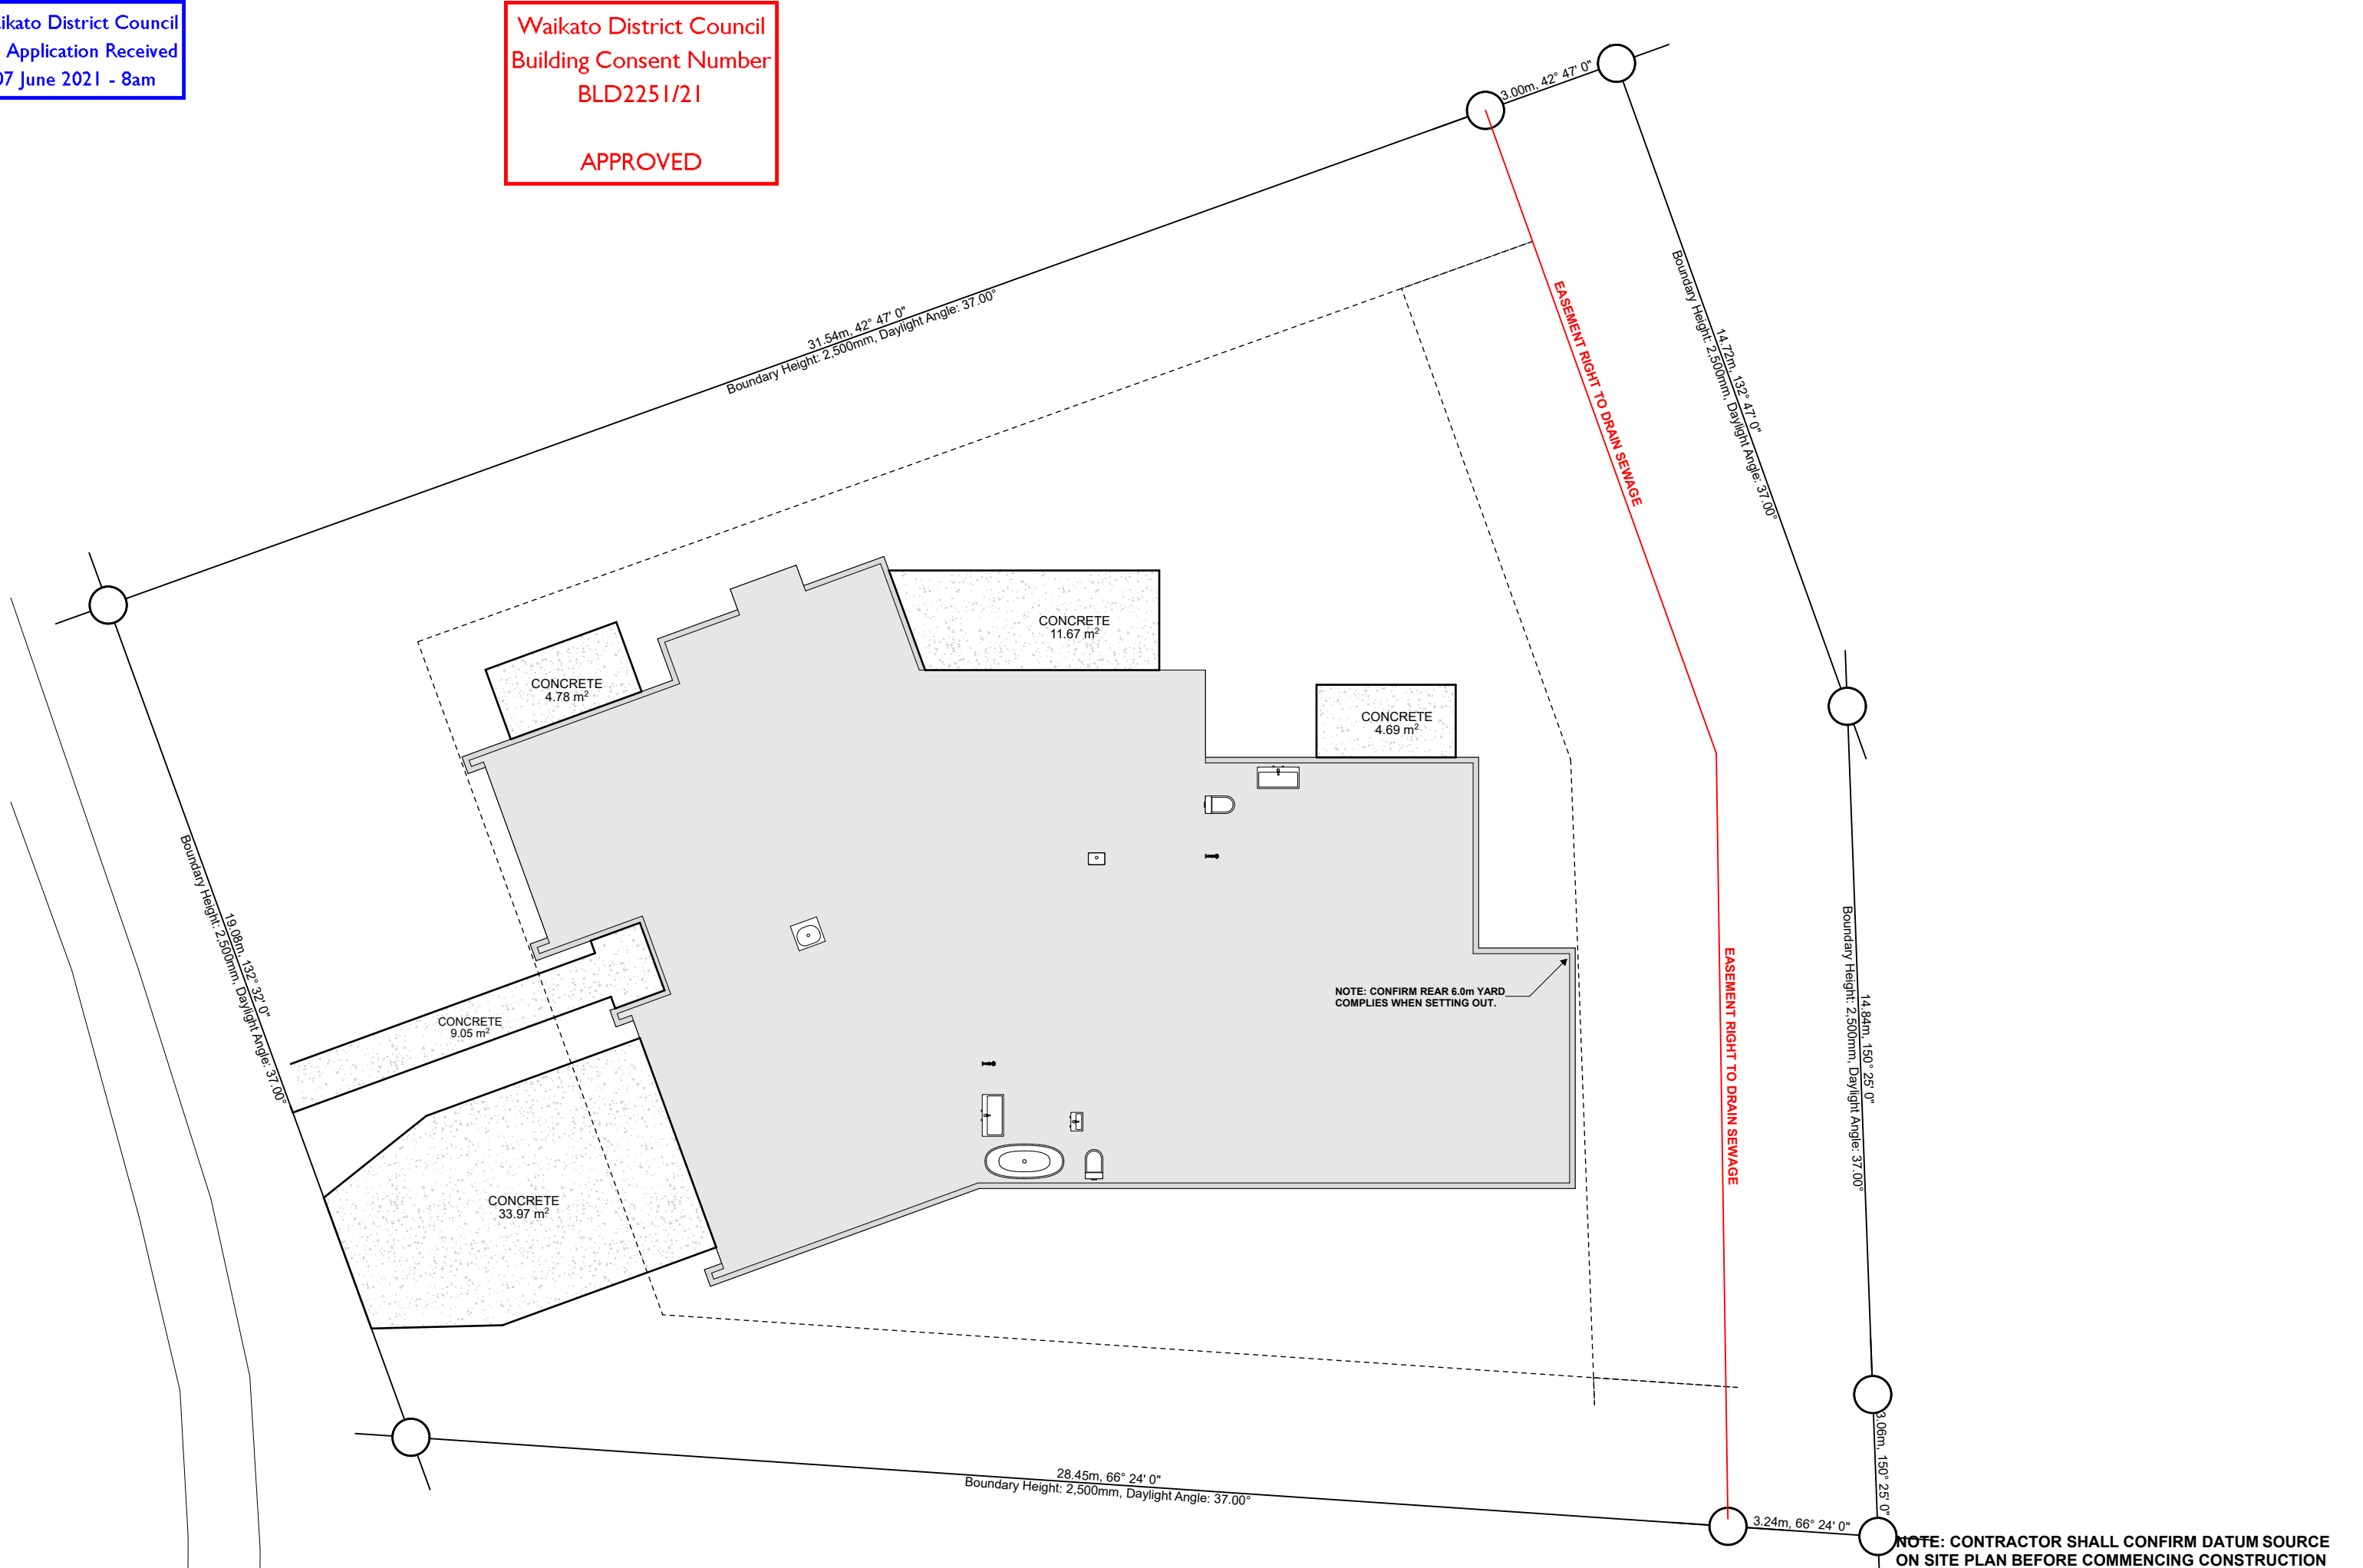 ikato District Council
Application Received
07 June 2021 - 8am
Waikato District Council
Building Consent Number
BLD2251/21
APPROVED
3.00m, 42° 47' 0"
31.54m, 42° 47' 0"
Boundary Height: 2,500mm, Daylight Angle: 37.00°
EASEMENT RIGHT TO DRAIN SEWAGE
14.72m, 132° 47' 0"
Boundary Height: 2,500mm, Daylight Angle: 37.00°
CONCRETE
11.67 m²
CONCRETE
4.78 m²
CONCRETE
4.69 m²
19.08m, 132° 32' 0"
Boundary Height: 2,500mm, Daylight Angle: 37.00°
CONCRETE
9.05 m²
NOTE: CONFIRM REAR 6.0m YARD
COMPLIES WHEN SETTING OUT.
EASEMENT RIGHT TO DRAIN SEWAGE
14.84m, 150° 25' 0"
Boundary Height: 2,500mm, Daylight Angle: 37.00°
CONCRETE
33.97 m²
28.45m, 66° 24' 0"
Boundary Height: 2,500mm, Daylight Angle: 37.00°
3.06m, 150° 25' 0"
3.24m, 66° 24' 0"
NOTE: CONTRACTOR SHALL CONFIRM DATUM SOURCE
ON SITE PLAN BEFORE COMMENCING CONSTRUCTION